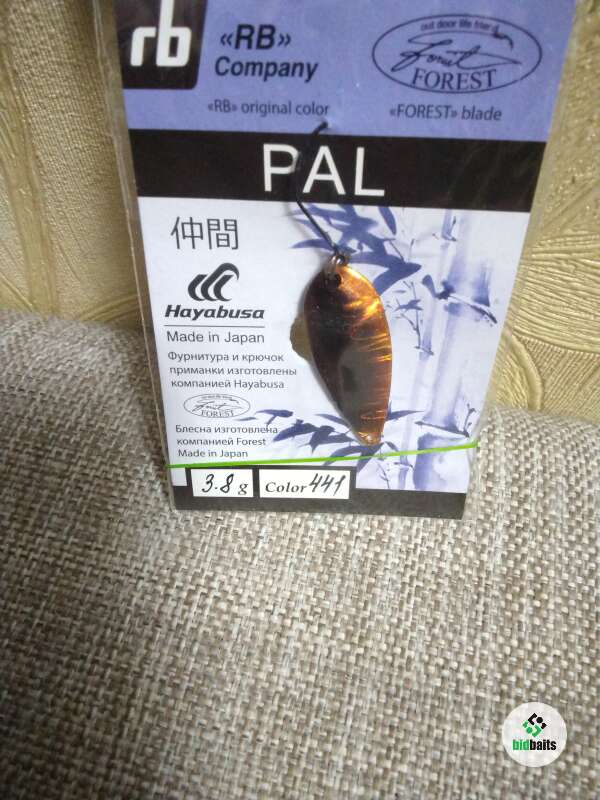 rb
«RB»
Company
«RB» original color
out door life friend
Forest
FOREST
«FOREST» blade
PAL
仲間
Hayabusa
Made in Japan
Фурнитура и крючок
приманки изготовлены
компанией Hayabusa
FOREST
Блесна изготовлена
компанией Forest
Made in Japan
3.8 g
Color 441
bidbaits